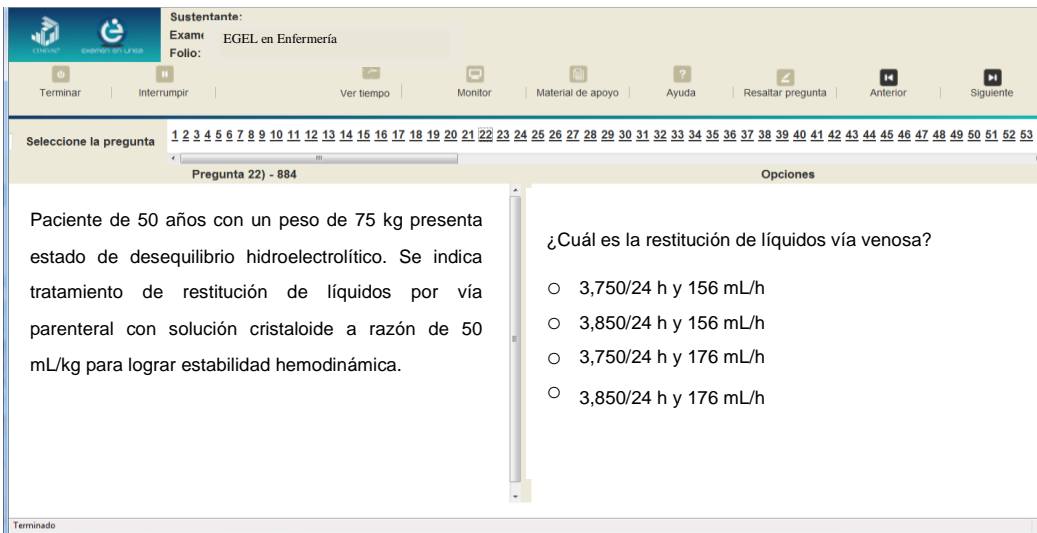 Sustentante:
Exame
EGEL en Enfermería
Folio:
CENEVAL
examen en línea
Terminar
Interrumpir
Ver tiempo
Monitor
Material de apoyo
Ayuda
Resaltar pregunta
Anterior
Siguiente
Seleccione la pregunta
1 2 3 4 5 6 7 8 9 10 11 12 13 14 15 16 17 18 19 20 21 22 23 24 25 26 27 28 29 30 31 32 33 34 35 36 37 38 39 40 41 42 43 44 45 46 47 48 49 50 51 52 53
Pregunta 22) - 884
Opciones
Paciente de 50 años con un peso de 75 kg presenta
estado de desequilibrio hidroelectrolítico. Se indica
tratamiento de restitución de líquidos por vía
parenteral con solución cristaloide a razón de 50
mL/kg para lograr estabilidad hemodinámica.
¿Cuál es la restitución de líquidos vía venosa?
3,750/24 h y 156 mL/h
3,850/24 h y 156 mL/h
3,750/24 h y 176 mL/h
3,850/24 h y 176 mL/h
Terminado